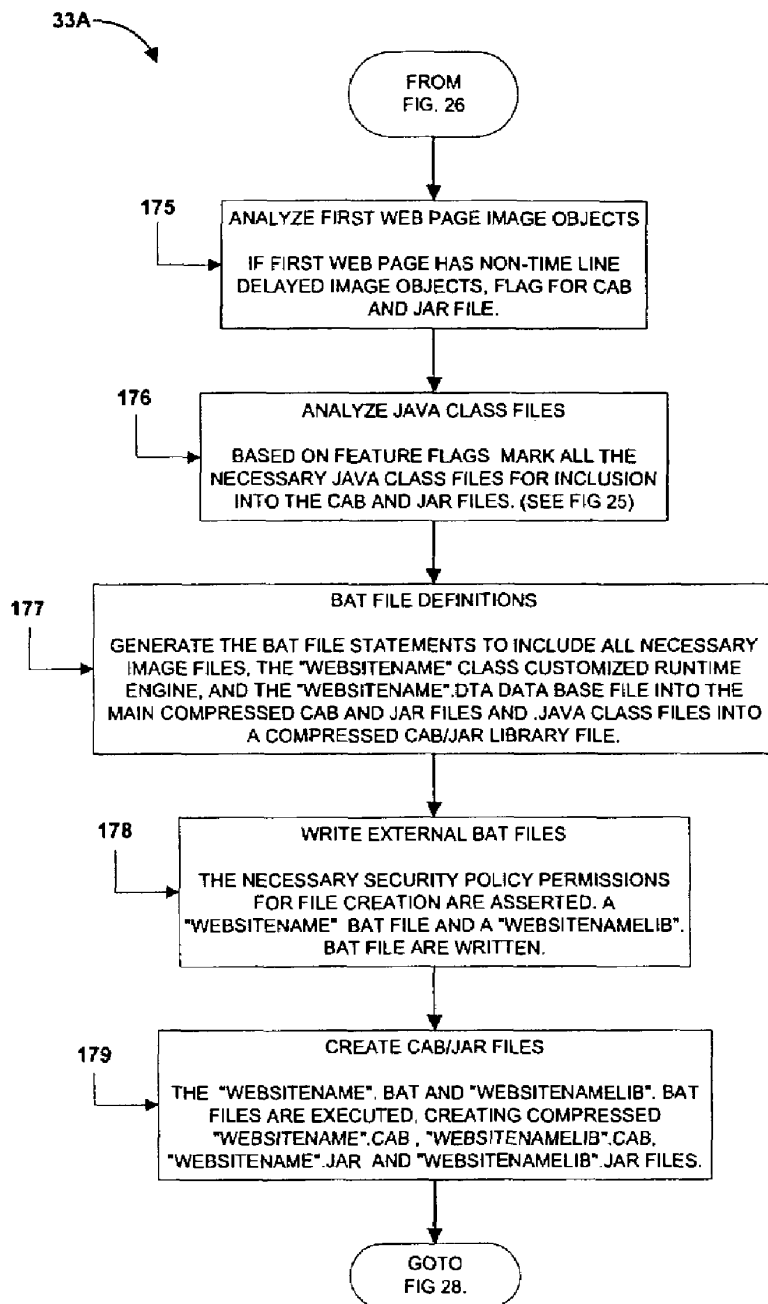 33A
FROM
FIG. 26
175
ANALYZE FIRST WEB PAGE IMAGE OBJECTS
IF FIRST WEB PAGE HAS NON-TIME LINE
DELAYED IMAGE OBJECTS, FLAG FOR CAB
AND JAR FILE.
176
ANALYZE JAVA CLASS FILES
BASED ON FEATURE FLAGS MARK ALL THE
NECESSARY JAVA CLASS FILES FOR INCLUSION
INTO THE CAB AND JAR FILES. (SEE FIG 25)
177
BAT FILE DEFINITIONS
GENERATE THE BAT FILE STATEMENTS TO INCLUDE ALL NECESSARY
IMAGE FILES, THE "WEBSITENAME" CLASS CUSTOMIZED RUNTIME
ENGINE, AND THE "WEBSITENAME".DTA DATA BASE FILE INTO THE
MAIN COMPRESSED CAB AND JAR FILES AND .JAVA CLASS FILES INTO
A COMPRESSED CAB/JAR LIBRARY FILE.
178
WRITE EXTERNAL BAT FILES
THE NECESSARY SECURITY POLICY PERMISSIONS
FOR FILE CREATION ARE ASSERTED. A
"WEBSITENAME" BAT FILE AND A "WEBSITENAMELIB".
BAT FILE ARE WRITTEN.
179
CREATE CAB/JAR FILES
THE "WEBSITENAME". BAT AND "WEBSITENAMELIB". BAT
FILES ARE EXECUTED, CREATING COMPRESSED
"WEBSITENAME".CAB , "WEBSITENAMELIB".CAB,
"WEBSITENAME".JAR AND "WEBSITENAMELIB".JAR FILES.
GOTO
FIG 28.